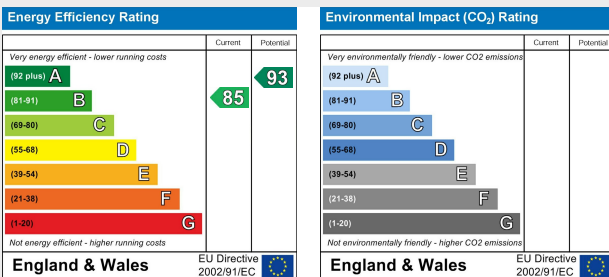 Energy Efficiency Rating
Current Potential
Very energy efficient - lower running costs
(92 plus) A
(81-91) B
(69-80) C
(55-68) D
(39-54) E
(21-38) F
(1-20) G
85
93
Not energy efficient - higher running costs
England & Wales
EU Directive
2002/91/EC
Environmental Impact (CO2) Rating
Current Potential
Very environmentally friendly - lower CO2 emissions
(92 plus) A
(81-91) B
(69-80) C
(55-68) D
(39-54) E
(21-38) F
(1-20) G
Not environmentally friendly - higher CO2 emissions
England & Wales
EU Directive
2002/91/EC